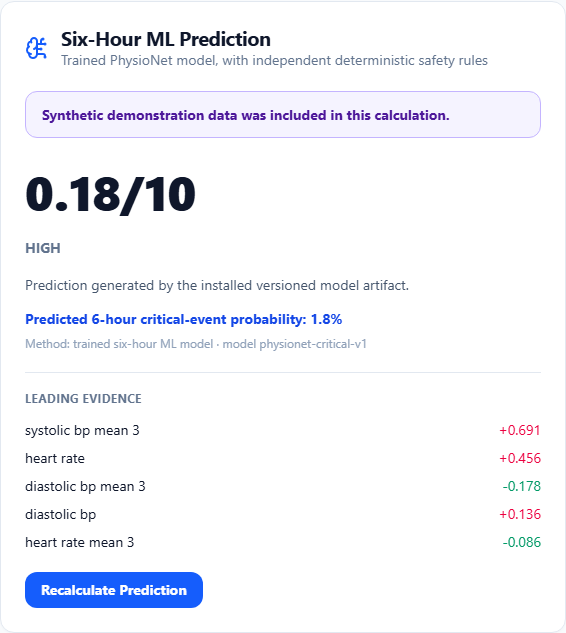 Six-Hour ML Prediction
Trained PhysioNet model, with independent deterministic safety rules
Synthetic demonstration data was included in this calculation.
0.18/10
HIGH
Prediction generated by the installed versioned model artifact.
Predicted 6-hour critical-event probability: 1.8%
Method: trained six-hour ML model · model physionet-critical-v1
LEADING EVIDENCE
systolic bp mean 3 +0.691
heart rate +0.456
diastolic bp mean 3 -0.178
diastolic bp +0.136
heart rate mean 3 -0.086
Recalculate Prediction